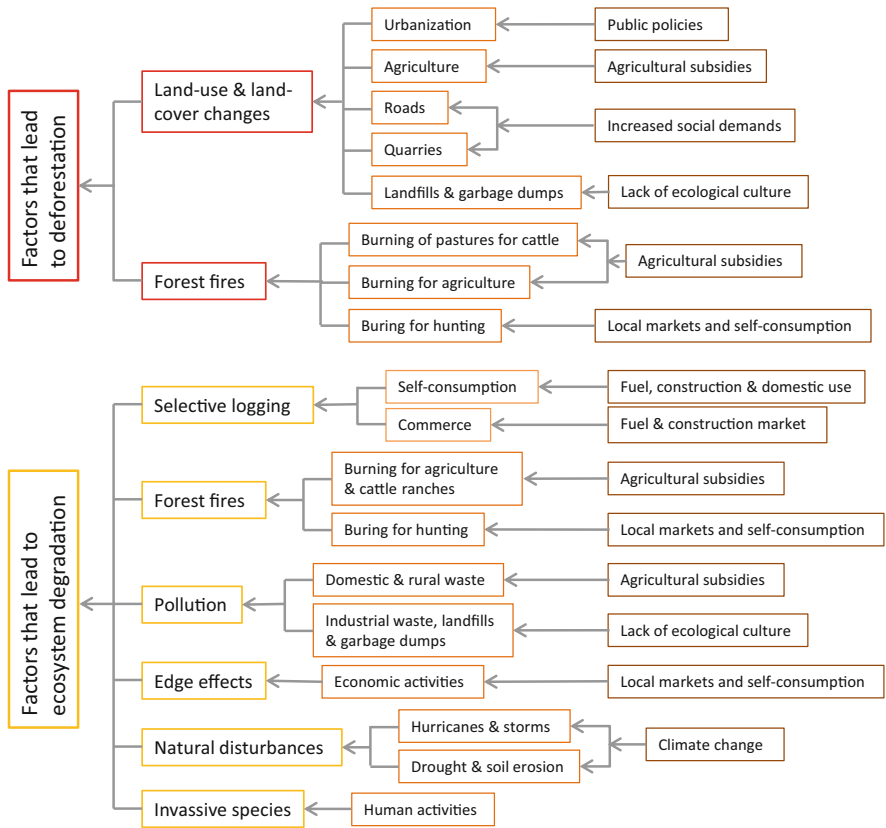 Factors that lead
to deforestation
Land-use & land-
cover changes
Urbanization
Public policies
Agriculture
Agricultural subsidies
Roads
Quarries
Increased social demands
Landfills & garbage dumps
Lack of ecological culture
Forest fires
Burning of pastures for cattle
Burning for agriculture
Agricultural subsidies
Buring for hunting
Local markets and self-consumption
Factors that lead to
ecosystem degradation
Selective logging
Self-consumption
Fuel, construction & domestic use
Commerce
Fuel & construction market
Forest fires
Burning for agriculture
& cattle ranches
Agricultural subsidies
Buring for hunting
Local markets and self-consumption
Pollution
Domestic & rural waste
Agricultural subsidies
Industrial waste, landfills
& garbage dumps
Lack of ecological culture
Edge effects
Economic activities
Local markets and self-consumption
Natural disturbances
Hurricanes & storms
Drought & soil erosion
Climate change
Invassive species
Human activities